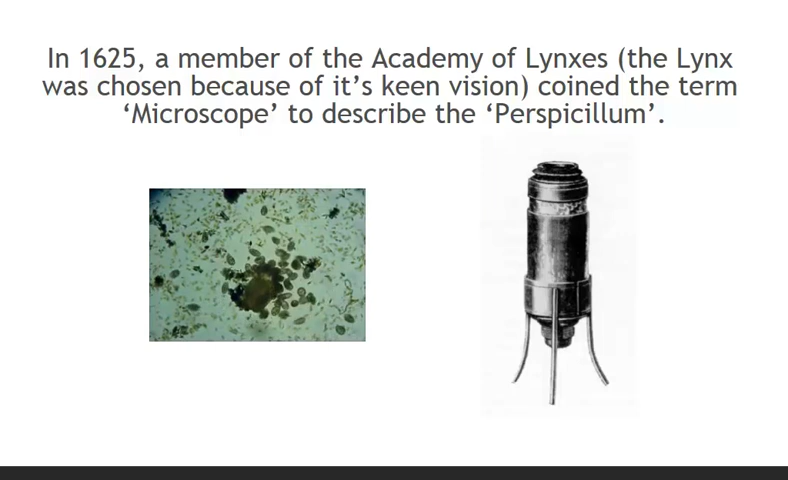 In 1625, a member of the Academy of Lynxes (the Lynx
was chosen because of it’s keen vision) coined the term
‘Microscope’ to describe the ‘Perspicillum’.